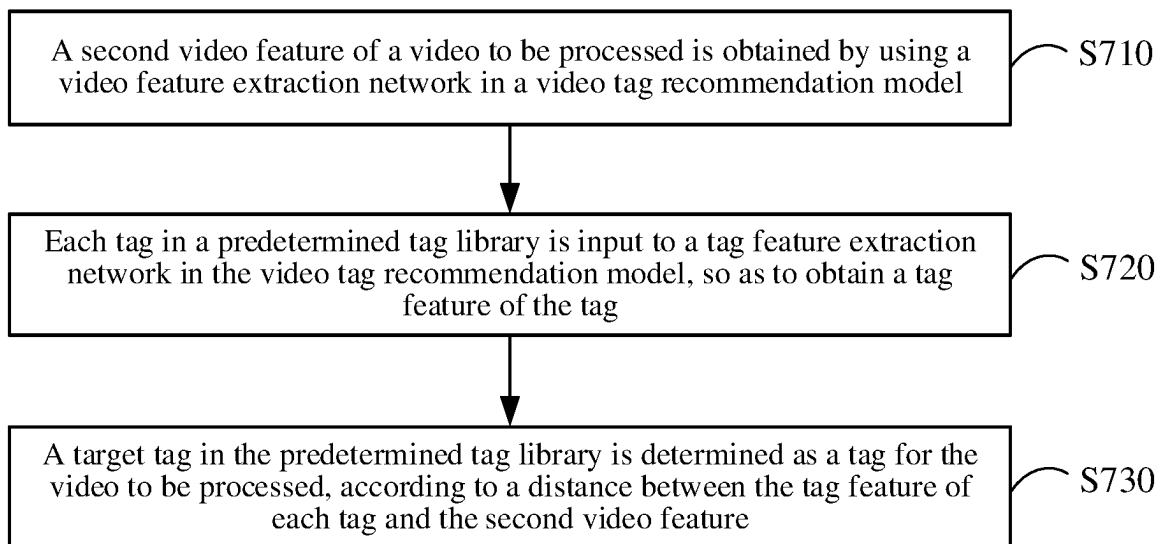 A second video feature of a video to be processed is obtained by using a
video feature extraction network in a video tag recommendation model
S710
Each tag in a predetermined tag library is input to a tag feature extraction
network in the video tag recommendation model, so as to obtain a tag
feature of the tag
S720
A target tag in the predetermined tag library is determined as a tag for the
video to be processed, according to a distance between the tag feature of
each tag and the second video feature
S730